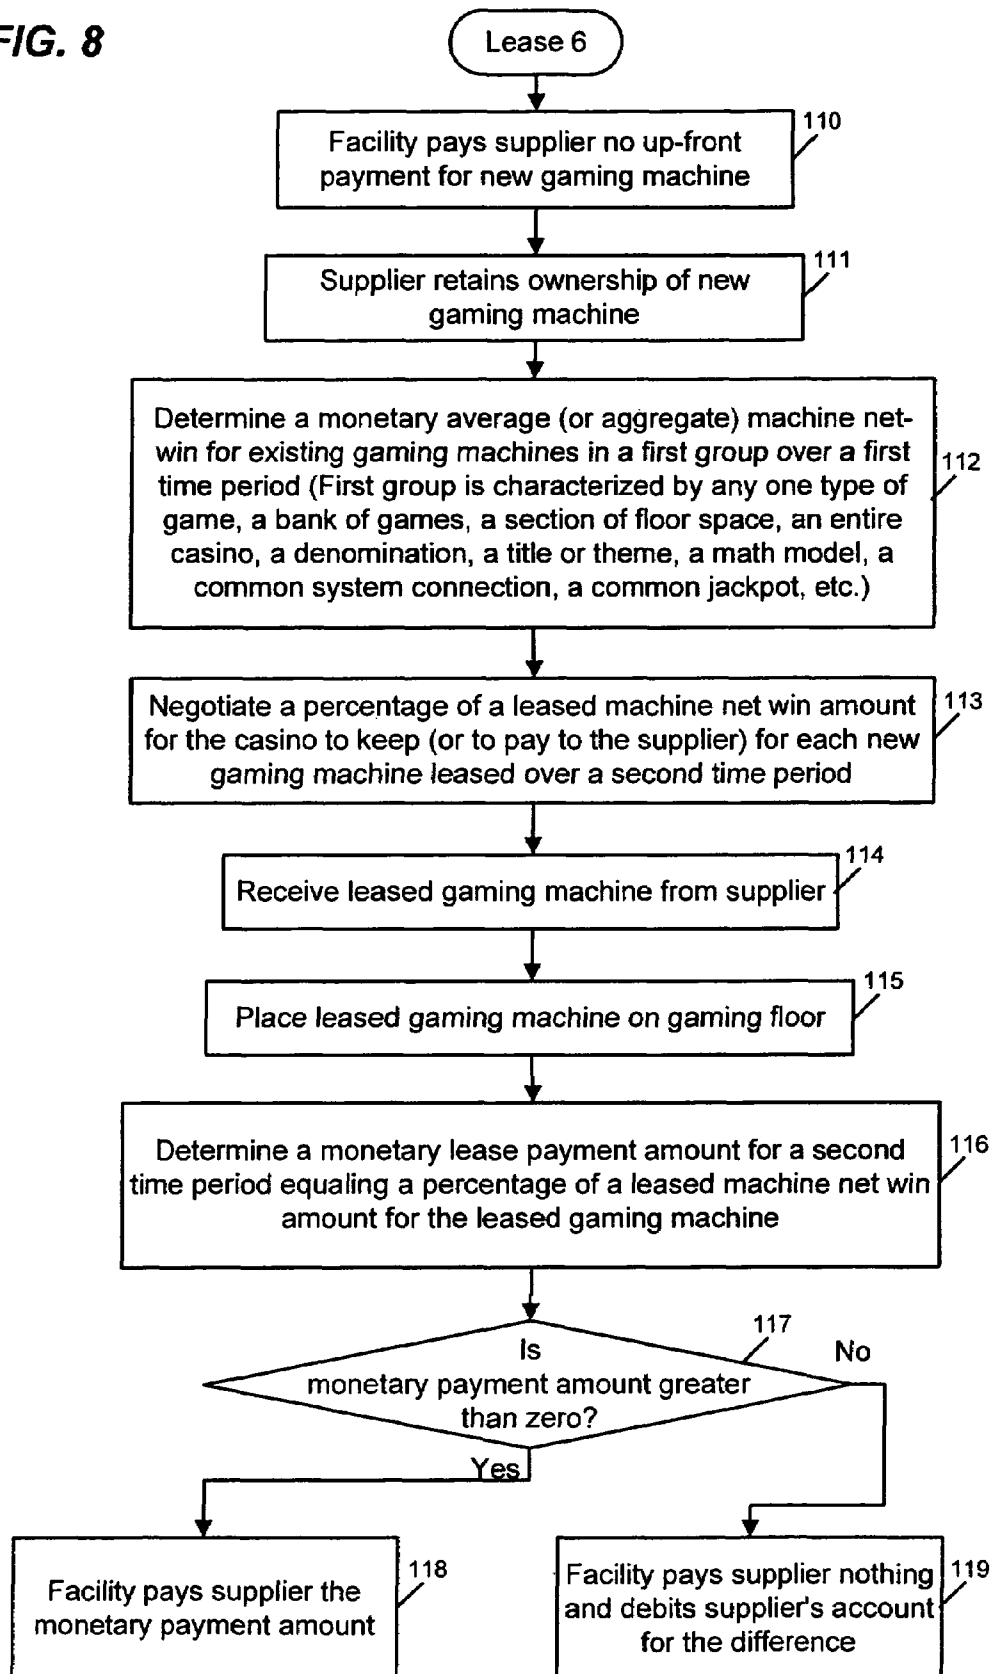 FIG. 8
Lease 6
110
Facility pays supplier no up-front
payment for new gaming machine
111
Supplier retains ownership of new
gaming machine
112
Determine a monetary average (or aggregate) machine net-
win for existing gaming machines in a first group over a first
time period (First group is characterized by any one type of
game, a bank of games, a section of floor space, an entire
casino, a denomination, a title or theme, a math model, a
common system connection, a common jackpot, etc.)
113
Negotiate a percentage of a leased machine net win amount
for the casino to keep (or to pay to the supplier) for each new
gaming machine leased over a second time period
114
Receive leased gaming machine from supplier
115
Place leased gaming machine on gaming floor
116
Determine a monetary lease payment amount for a second
time period equaling a percentage of a leased machine net win
amount for the leased gaming machine
117
Is
monetary payment amount greater
than zero?
No
Yes
118
Facility pays supplier the
monetary payment amount
119
Facility pays supplier nothing
and debits supplier's account
for the difference